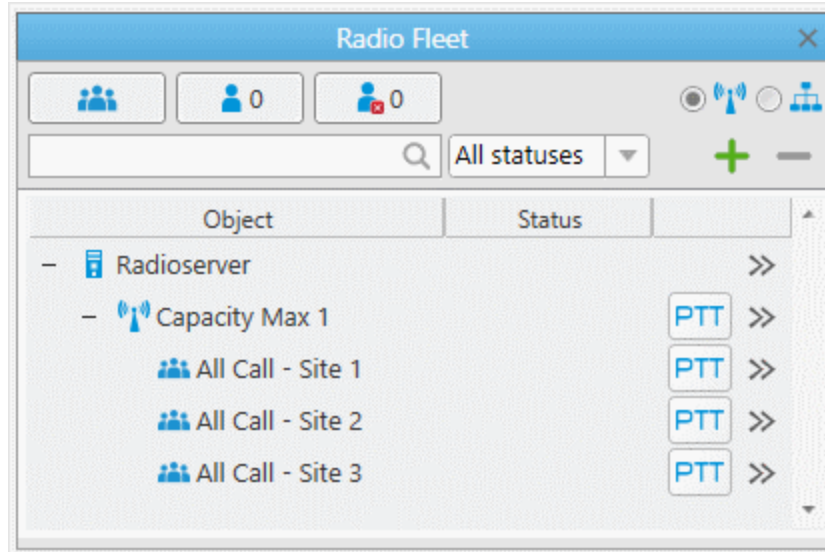 Radio Fleet
0 0
All statuses
Object Status
Radioserver
Capacity Max 1 PTT
All Call - Site 1 PTT
All Call - Site 2 PTT
All Call - Site 3 PTT